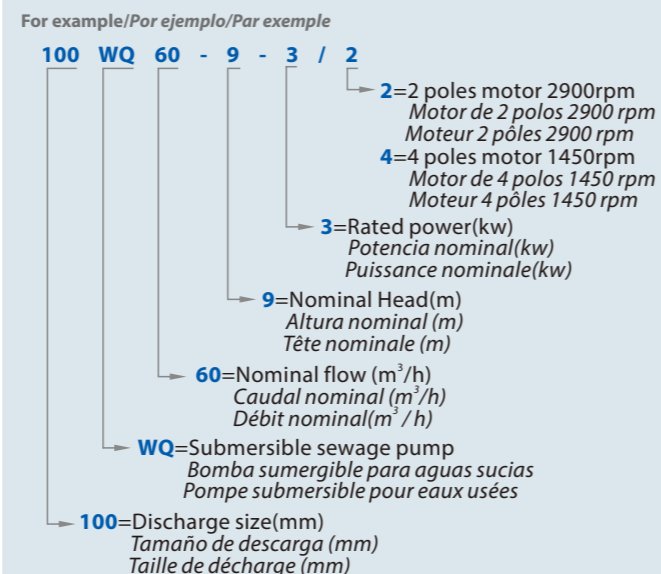 For example/Por ejemplo/Par exemple
100 WQ 60 - 9 - 3 / 2
2=2 poles motor 2900rpm
Motor de 2 polos 2900 rpm
Moteur 2 pôles 2900 rpm
4=4 poles motor 1450rpm
Motor de 4 polos 1450 rpm
Moteur 4 pôles 1450 rpm
3=Rated power(kw)
Potencia nominal(kw)
Puissance nominale(kw)
9=Nominal Head(m)
Altura nominal (m)
Tête nominale (m)
60=Nominal flow (m³/h)
Caudal nominal (m³/h)
Débit nominal(m³ / h)
WQ=Submersible sewage pump
Bomba sumergible para aguas sucias
Pompe submersible pour eaux usées
100=Discharge size(mm)
Tamaño de descarga (mm)
Taille de décharge (mm)